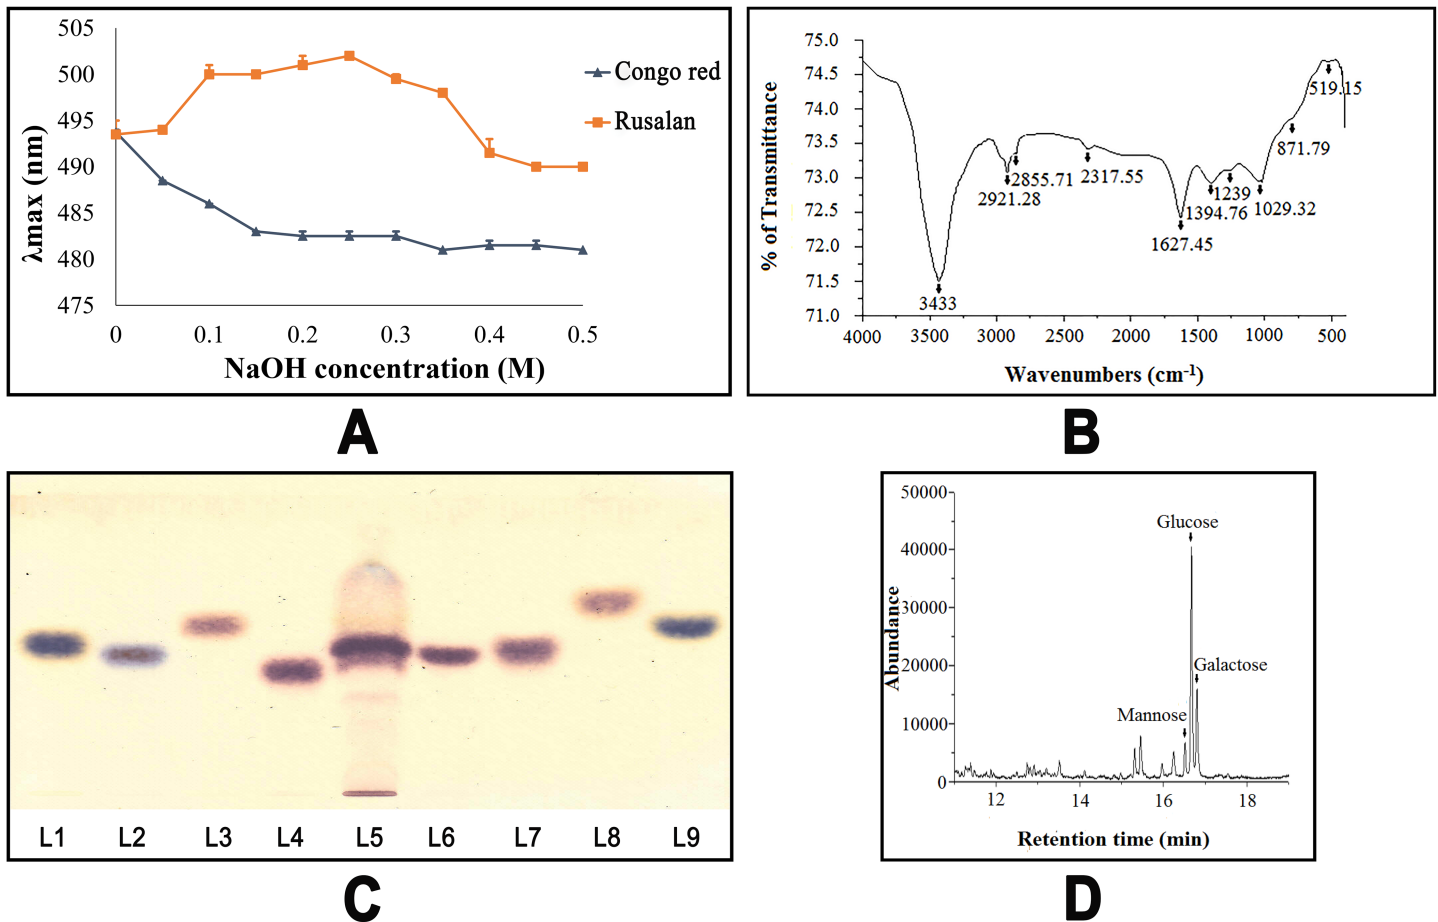 505
500
495
490
485
480
475
λmax (nm)
0 0.1 0.2 0.3 0.4 0.5
NaOH concentration (M)
Congo red
Rusalan
A
75.0
74.5
74.0
73.5
73.0
72.5
72.0
71.5
71.0
% of Transmittance
519.15
871.79
2855.71 2317.55
2921.28
1239
1394.76 1029.32
1627.45
3433
4000 3500 3000 2500 2000 1500 1000 500
Wavenumbers (cm-1)
B
L1 L2 L3 L4 L5 L6 L7 L8 L9
C
50000
40000
30000
20000
10000
0
Abundance
Glucose
Galactose
Mannose
12 14 16 18
Retention time (min)
D